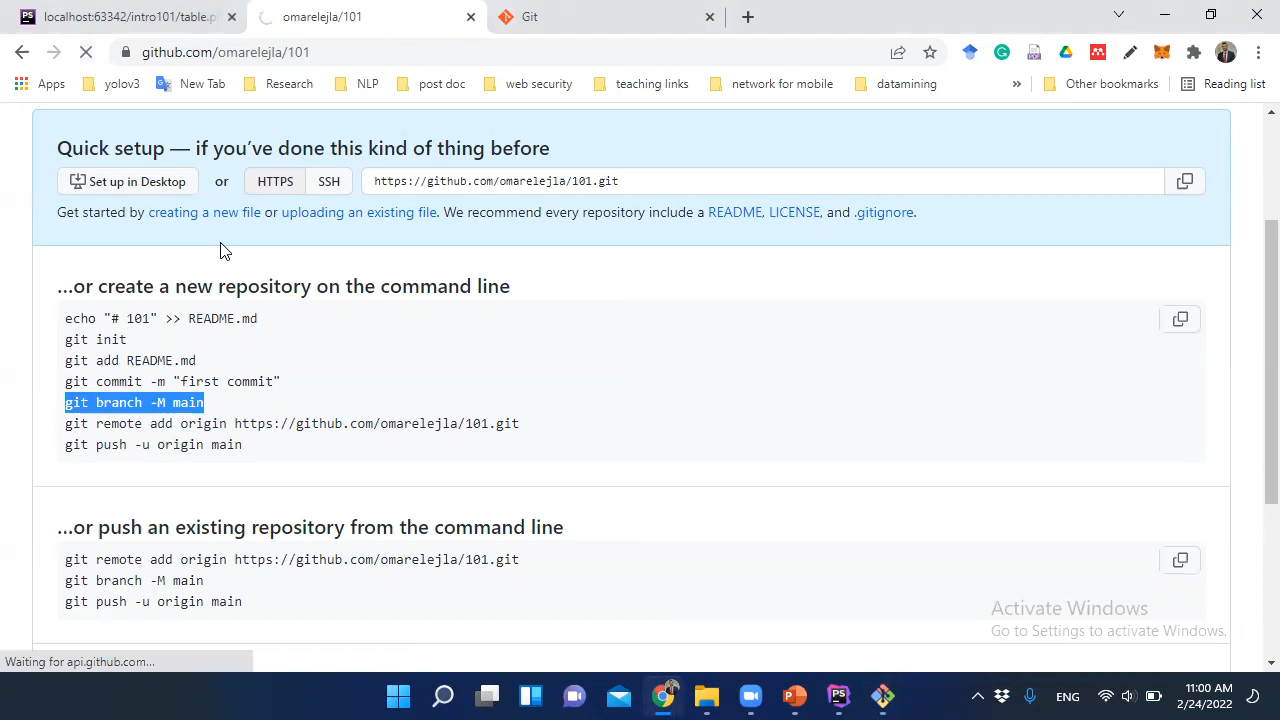 localhost:63342/intro101/table.p
omarelejla/101
Git
github.com/omarelejla/101
Apps
yolov3
New Tab
Research
NLP
post doc
web security
teaching links
network for mobile
datamining
»
Other bookmarks
Reading list
Quick setup — if you’ve done this kind of thing before
Set up in Desktop
or
HTTPS
SSH
https://github.com/omarelejla/101.git
Get started by creating a new file or uploading an existing file. We recommend every repository include a README, LICENSE, and .gitignore.
…or create a new repository on the command line
echo "# 101" >> README.md
git init
git add README.md
git commit -m "first commit"
git branch -M main
git remote add origin https://github.com/omarelejla/101.git
git push -u origin main
…or push an existing repository from the command line
git remote add origin https://github.com/omarelejla/101.git
git branch -M main
git push -u origin main
Activate Windows
Go to Settings to activate Windows.
Waiting for api.github.com...
ENG
11:00 AM
2/24/2022